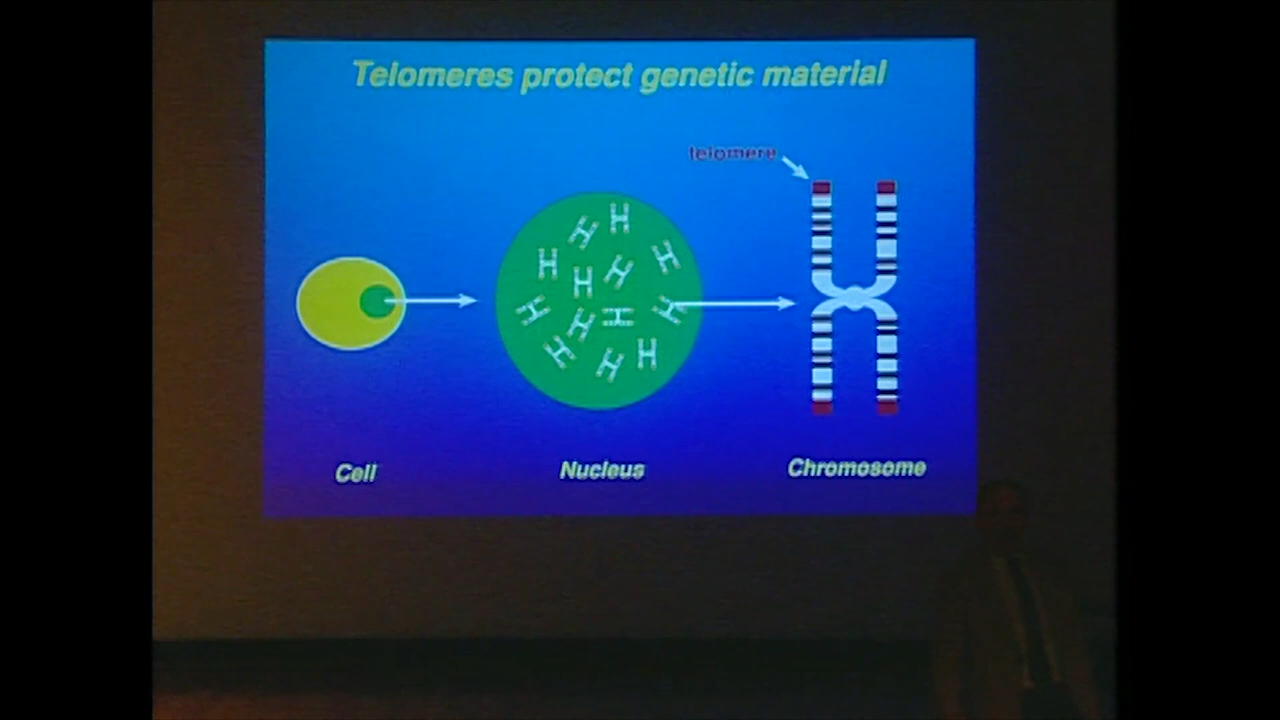 Telomeres protect genetic material
telomere
Cell
Nucleus
Chromosome